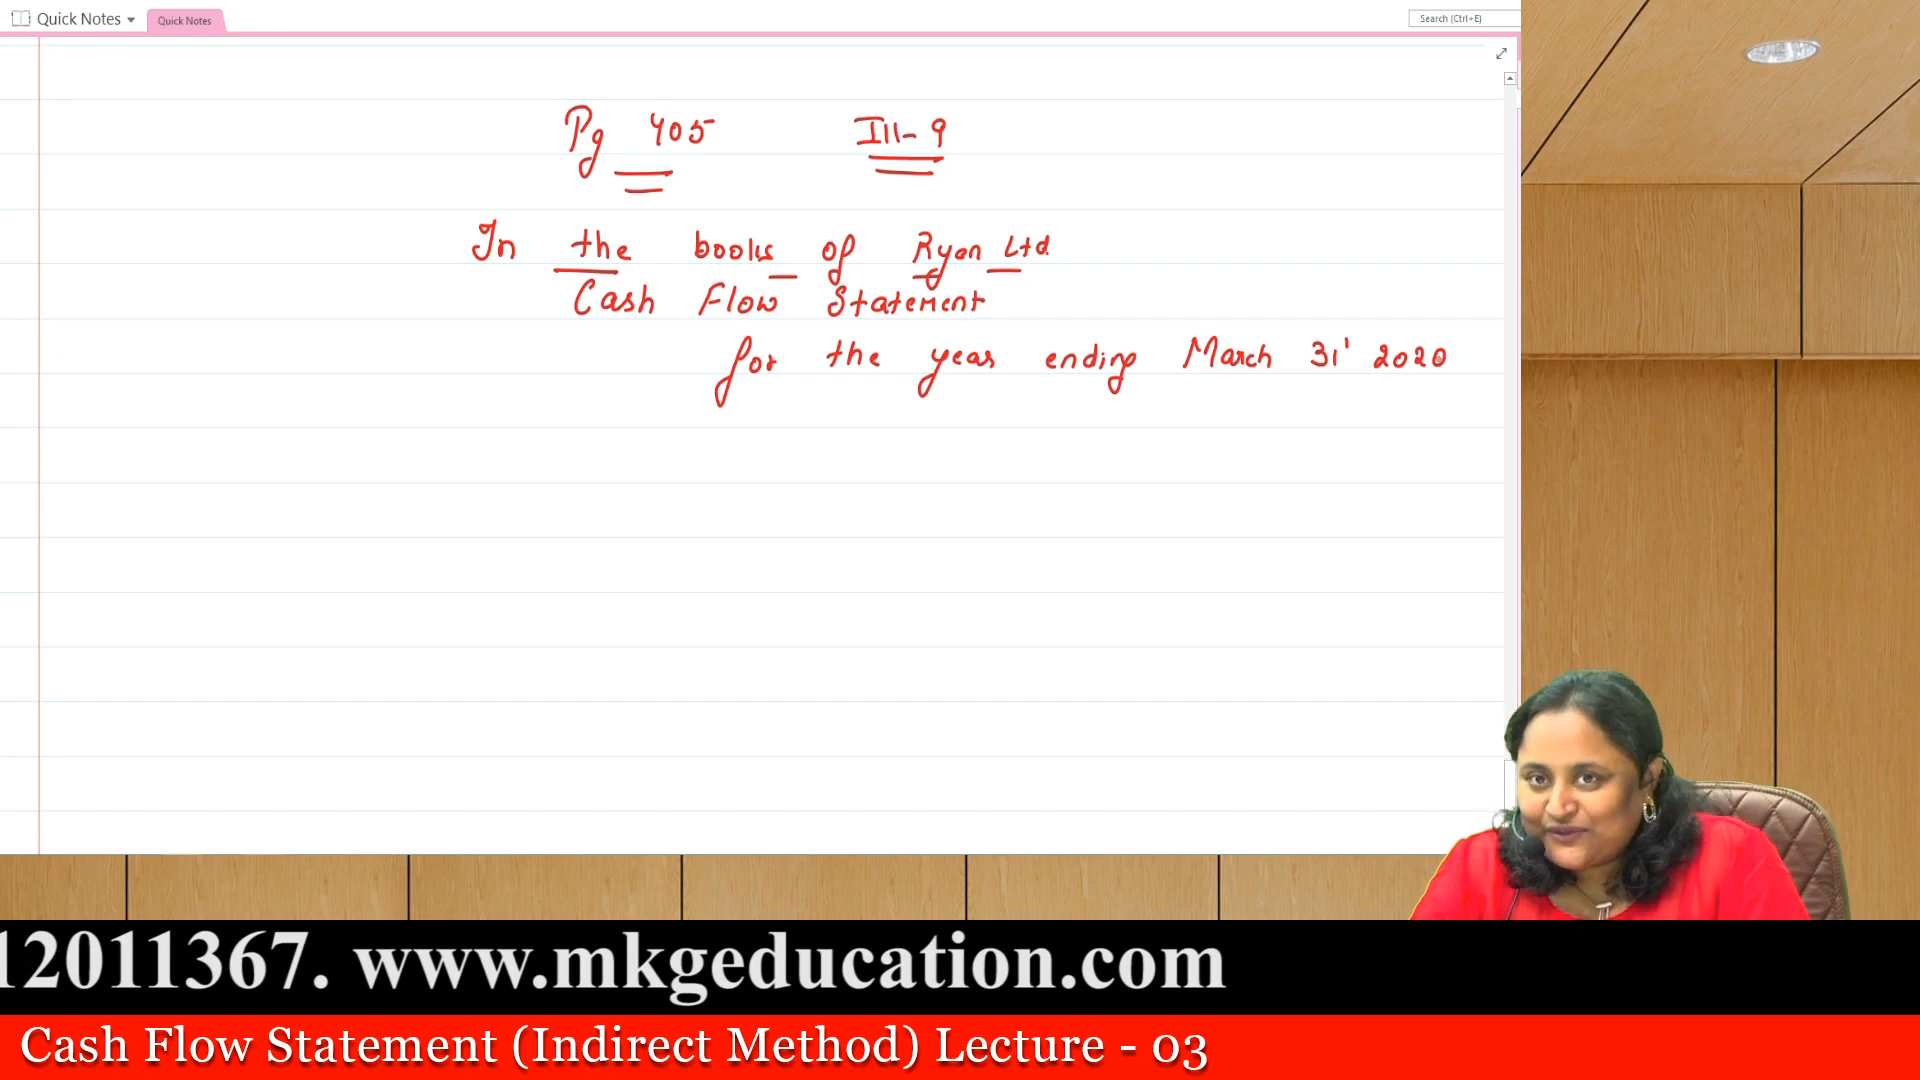 Quick Notes
Quick Notes
Search (Ctrl+E)
Pg 405 Ill-9
In the books of Ryan Ltd.
Cash Flow Statement
for the year ending March 31' 2020
12011367. www.mkgeducation.com
Cash Flow Statement (Indirect Method) Lecture - 03